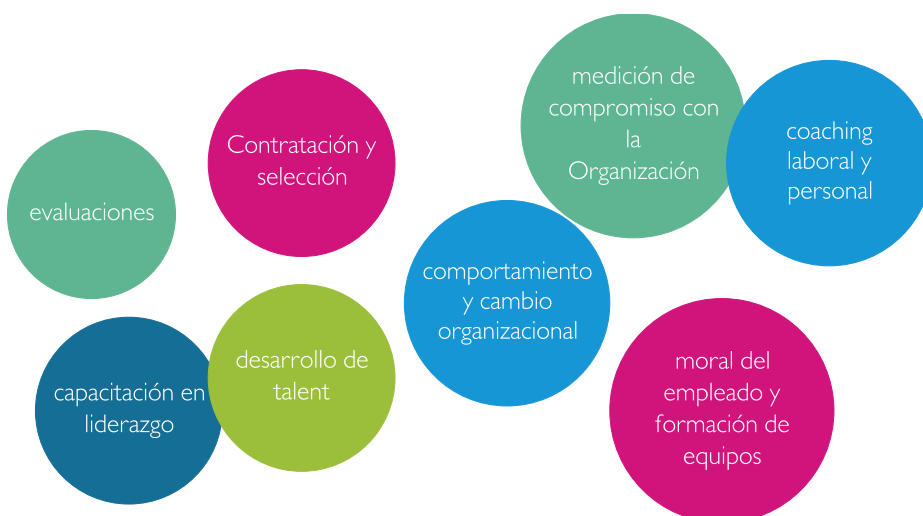 evaluaciones
Contratación y
selección
medición de
compromiso con
la
Organización
coaching
laboral y
personal
comportamiento
y cambio
organizacional
capacitación en
liderazgo
desarrollo de
talent
moral del
empleado y
formación de
equipos